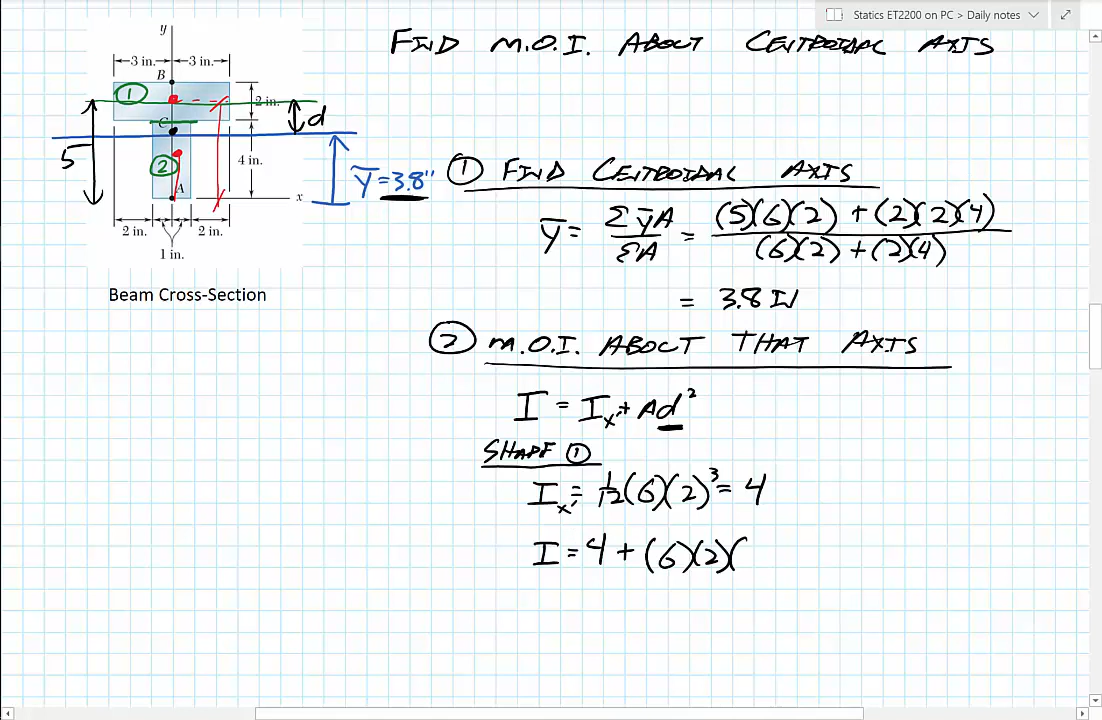 Statics ET2200 on PC > Daily notes
FIND M.O.I. ABOUT CENTROIDAL AXIS
y
3 in. 3 in.
B
1
2 in.
d
C
5
2
4 in.
A
x
ȳ = 3.8"
2 in. 2 in.
1 in.
Beam Cross-Section
① FIND CENTROIDAL AXIS
ȳ = ΣȳA / ΣA = (5)(6)(2) + (2)(2)(4) / (6)(2) + (2)(4)
= 3.8 IN
② M.O.I. ABOUT THAT AXIS
I = Ix' + Ad²
SHAPE ①
Ix' = 1/12 (6)(2)³ = 4
I = 4 + (6)(2)(